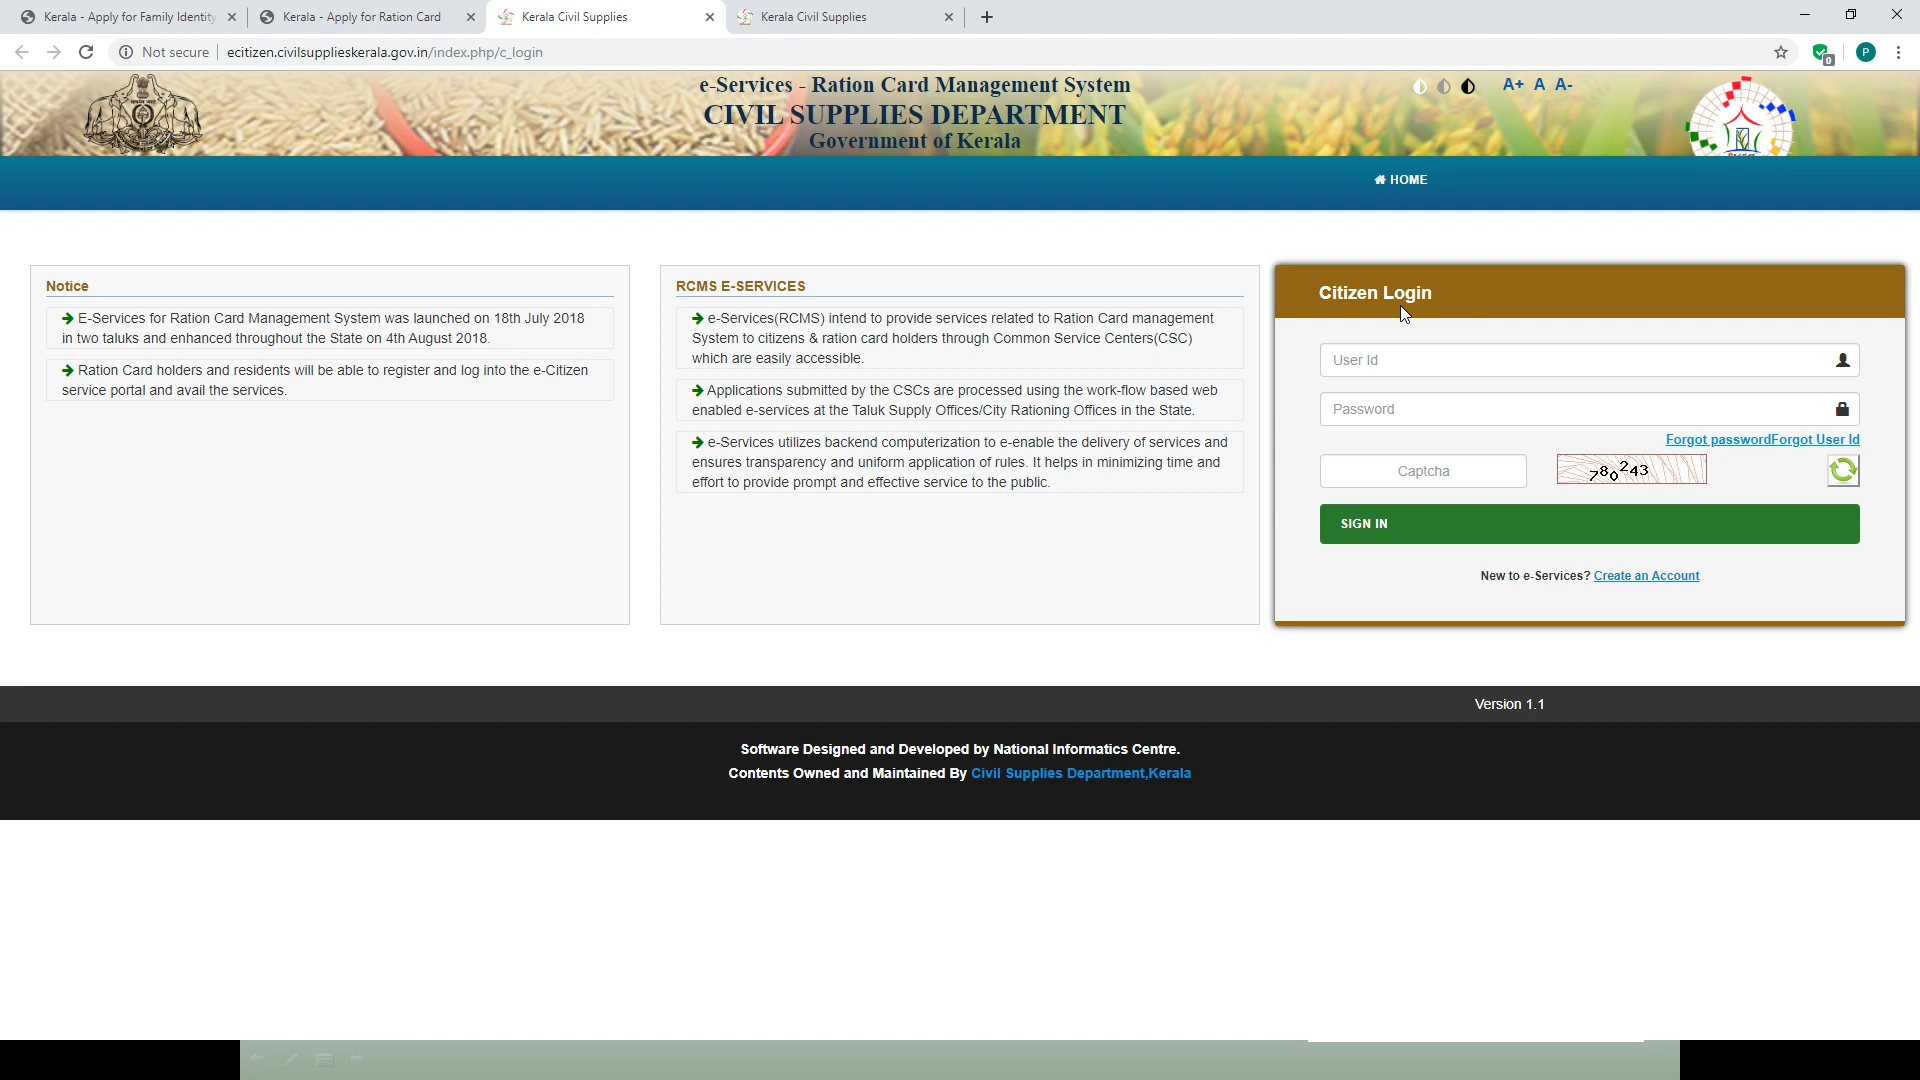 Kerala - Apply for Family Identity
Kerala - Apply for Ration Card
Kerala Civil Supplies
Kerala Civil Supplies
Not secure
ecitizen.civilsupplieskerala.gov.in/index.php/c_login
0
P
e-Services - Ration Card Management System
CIVIL SUPPLIES DEPARTMENT
Government of Kerala
A+ A A-
HOME
Notice
E-Services for Ration Card Management System was launched on 18th July 2018
in two taluks and enhanced throughout the State on 4th August 2018.
Ration Card holders and residents will be able to register and log into the e-Citizen
service portal and avail the services.
RCMS E-SERVICES
e-Services(RCMS) intend to provide services related to Ration Card management
System to citizens & ration card holders through Common Service Centers(CSC)
which are easily accessible.
Applications submitted by the CSCs are processed using the work-flow based web
enabled e-services at the Taluk Supply Offices/City Rationing Offices in the State.
e-Services utilizes backend computerization to e-enable the delivery of services and
ensures transparency and uniform application of rules. It helps in minimizing time and
effort to provide prompt and effective service to the public.
Citizen Login
User Id
Password
Forgot passwordForgot User Id
Captcha
780243
SIGN IN
New to e-Services? Create an Account
Version 1.1
Software Designed and Developed by National Informatics Centre.
Contents Owned and Maintained By Civil Supplies Department,Kerala